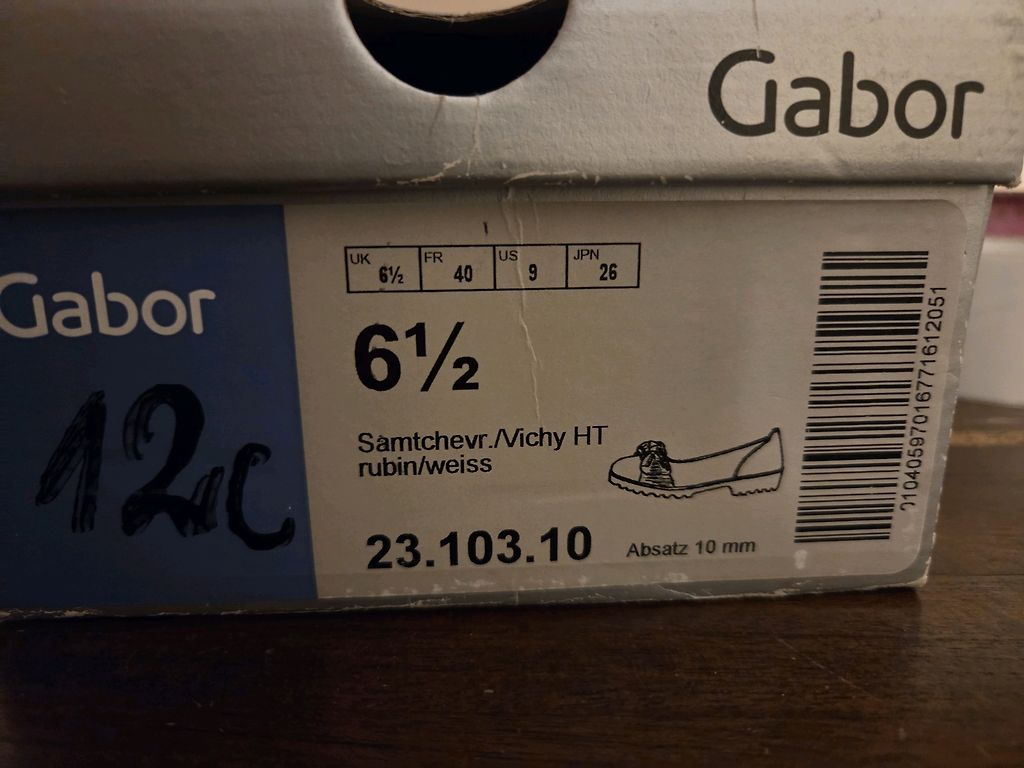 Gabor
Gabor
12c
UK 6½ FR 40 US 9 JPN 26
6½
Samtchevr./Vichy HT
rubin/weiss
23.103.10
Absatz 10 mm